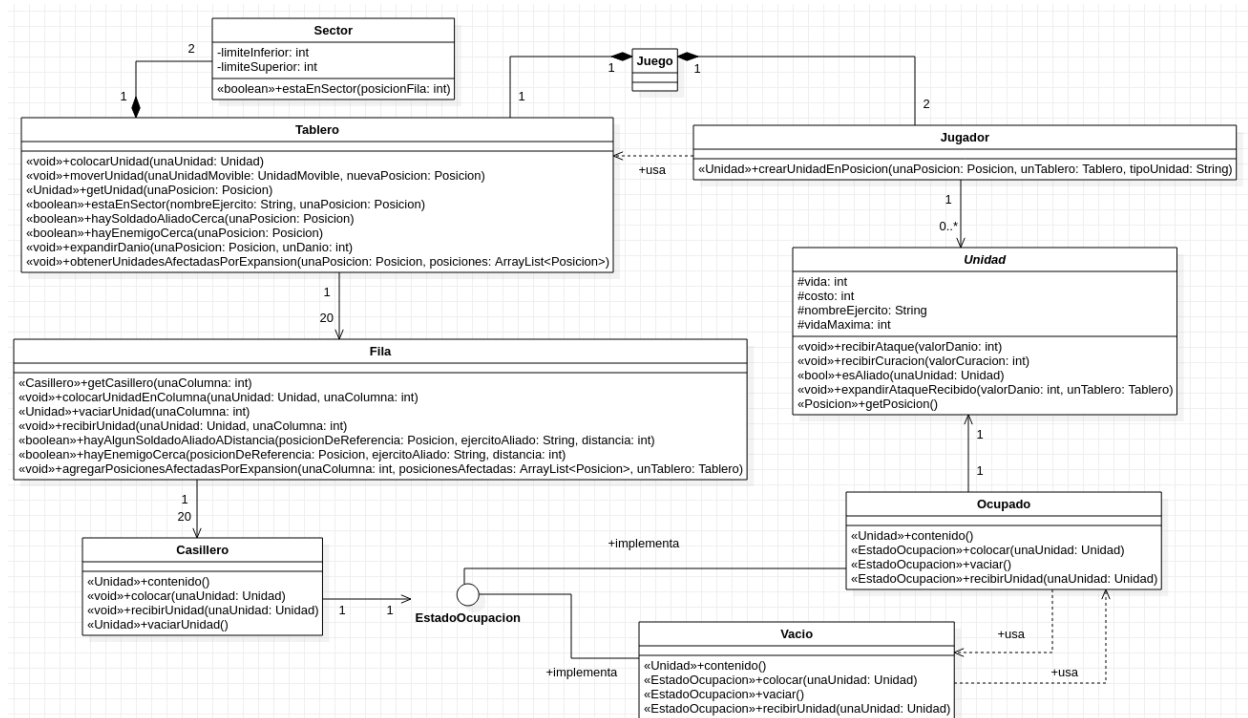 Sector
-limiteInferior: int
-limiteSuperior: int
«boolean»+estaEnSector(posicionFila: int)
2
1
Juego
1
1
1
2
Tablero
«void»+colocarUnidad(unaUnidad: Unidad)
«void»+moverUnidad(unaUnidadMovible: UnidadMovible, nuevaPosicion: Posicion)
«Unidad»+getUnidad(unaPosicion: Posicion)
«boolean»+estaEnSector(nombreEjercito: String, unaPosicion: Posicion)
«boolean»+haySoldadoAliadoCerca(unaPosicion: Posicion)
«boolean»+hayEnemigoCerca(unaPosicion: Posicion)
«void»+expandirDanio(unaPosicion: Posicion, unDanio: int)
«void»+obtenerUnidadesAfectadasPorExpansion(unaPosicion: Posicion, posiciones: ArrayList<Posicion>)
+usa
Jugador
«Unidad»+crearUnidadEnPosicion(unaPosicion: Posicion, unTablero: Tablero, tipoUnidad: String)
1
0..*
Unidad
#vida: int
#costo: int
#nombreEjercito: String
#vidaMaxima: int
«void»+recibirAtaque(valorDanio: int)
«void»+recibirCuracion(valorCuracion: int)
«bool»+esAliado(unaUnidad: Unidad)
«void»+expandirAtaqueRecibido(valorDanio: int, unTablero: Tablero)
«Posicion»+getPosicion()
1
20
Fila
«Casillero»+getCasillero(unaColumna: int)
«void»+colocarUnidadEnColumna(unaUnidad: Unidad, unaColumna: int)
«Unidad»+vaciarUnidad(unaColumna: int)
«void»+recibirUnidad(unaUnidad: Unidad, unaColumna: int)
«boolean»+hayAlgunSoldadoAliadoADistancia(posicionDeReferencia: Posicion, ejercitoAliado: String, distancia: int)
«boolean»+hayEnemigoCerca(posicionDeReferencia: Posicion, ejercitoAliado: String, distancia: int)
«void»+agregarPosicionesAfectadasPorExpansion(unaColumna: int, posicionesAfectadas: ArrayList<Posicion>, unTablero: Tablero)
1
1
1
20
Casillero
«Unidad»+contenido()
«void»+colocar(unaUnidad: Unidad)
«void»+recibirUnidad(unaUnidad: Unidad)
«Unidad»+vaciarUnidad()
1
1
EstadoOcupacion
+implementa
+implementa
Ocupado
«Unidad»+contenido()
«EstadoOcupacion»+colocar(unaUnidad: Unidad)
«EstadoOcupacion»+vaciar()
«EstadoOcupacion»+recibirUnidad(unaUnidad: Unidad)
+usa
+usa
Vacio
«Unidad»+contenido()
«EstadoOcupacion»+colocar(unaUnidad: Unidad)
«EstadoOcupacion»+vaciar()
«EstadoOcupacion»+recibirUnidad(unaUnidad: Unidad)